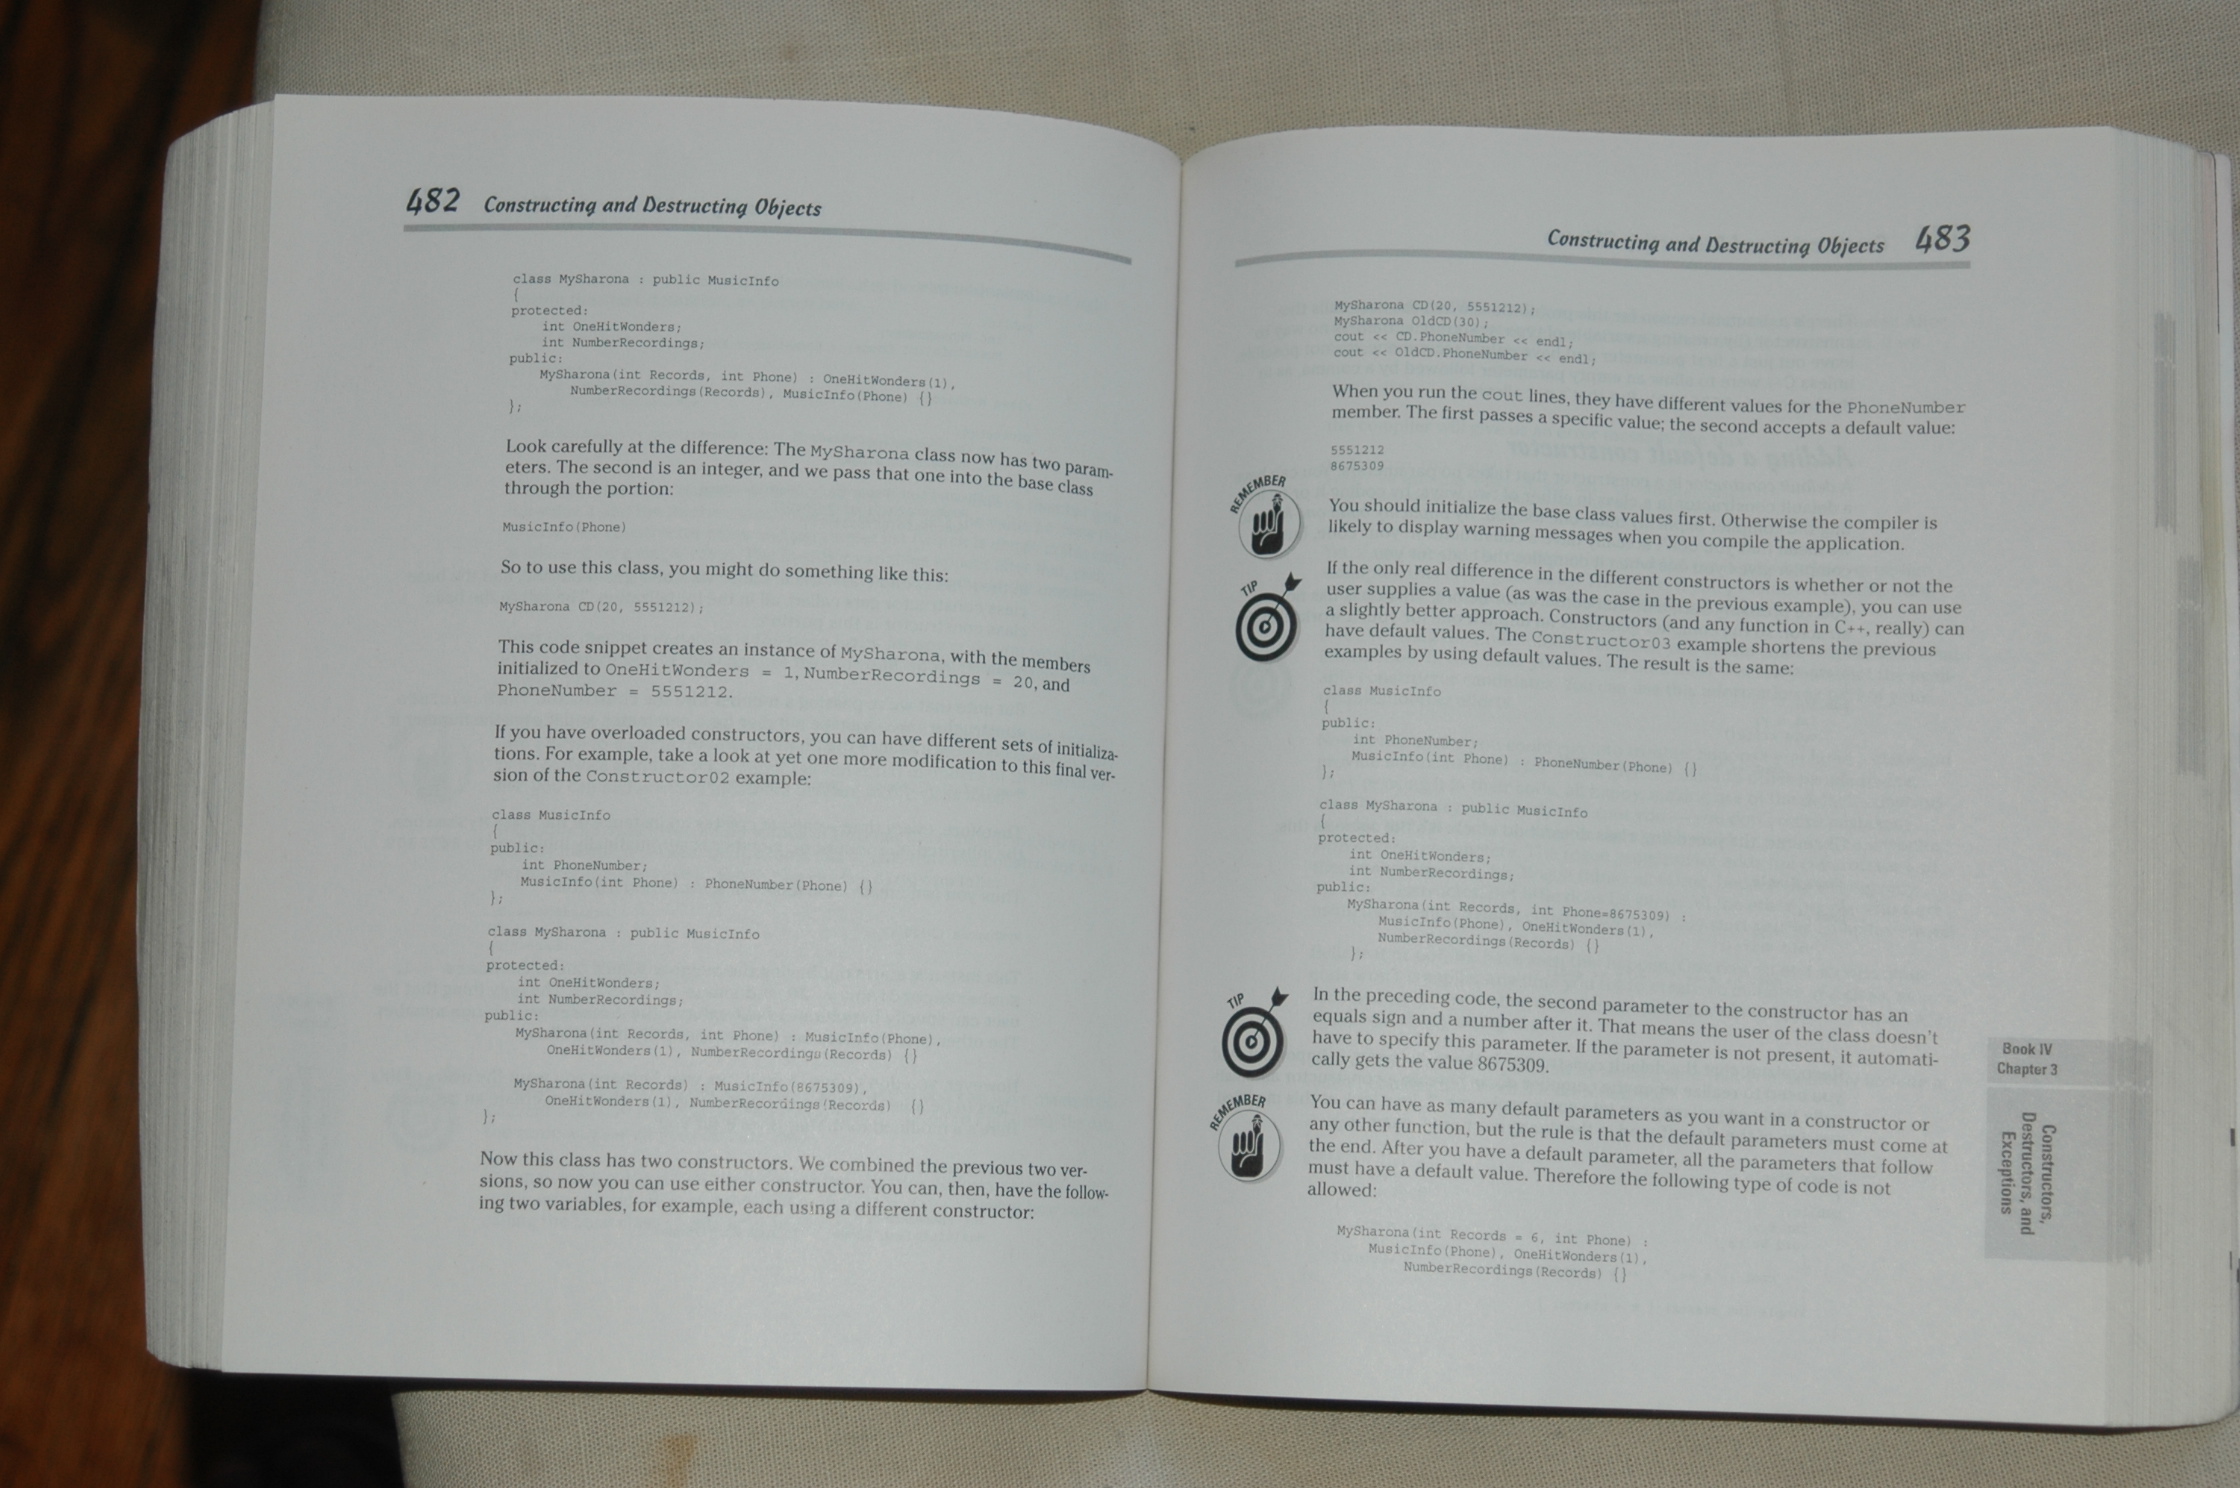 482 Constructing and Destructing Objects
class MySharona : public MusicInfo
{
protected:
    int OneHitWonders;
    int NumberRecordings;
public:
    MySharona(int Records, int Phone) : OneHitWonders(1),
        NumberRecordings(Records), MusicInfo(Phone) {}
};
Look carefully at the difference: The MySharona class now has two param-
eters. The second is an integer, and we pass that one into the base class
through the portion:
MusicInfo(Phone)
So to use this class, you might do something like this:
MySharona CD(20, 5551212);
This code snippet creates an instance of MySharona, with the members
initialized to OneHitWonders = 1, NumberRecordings = 20, and
PhoneNumber = 5551212.
If you have overloaded constructors, you can have different sets of initializa-
tions. For example, take a look at yet one more modification to this final ver-
sion of the Constructor02 example:
class MusicInfo
{
public:
    int PhoneNumber;
    MusicInfo(int Phone) : PhoneNumber(Phone) {}
};
class MySharona : public MusicInfo
{
protected:
    int OneHitWonders;
    int NumberRecordings;
public:
    MySharona(int Records, int Phone) : MusicInfo(Phone),
        OneHitWonders(1), NumberRecordings(Records) {}
    MySharona(int Records) : MusicInfo(8675309),
        OneHitWonders(1), NumberRecordings(Records) {}
};
Now this class has two constructors. We combined the previous two ver-
sions, so now you can use either constructor. You can, then, have the follow-
ing two variables, for example, each using a different constructor:
Constructing and Destructing Objects 483
MySharona CD(20, 5551212);
MySharona OldCD(30);
cout << CD.PhoneNumber << endl;
cout << OldCD.PhoneNumber << endl;
When you run the cout lines, they have different values for the PhoneNumber
member. The first passes a specific value; the second accepts a default value:
5551212
8675309
REMEMBER
You should initialize the base class values first. Otherwise the compiler is
likely to display warning messages when you compile the application.
TIP
If the only real difference in the different constructors is whether or not the
user supplies a value (as was the case in the previous example), you can use
a slightly better approach. Constructors (and any function in C++, really) can
have default values. The Constructor03 example shortens the previous
examples by using default values. The result is the same:
class MusicInfo
{
public:
    int PhoneNumber;
    MusicInfo(int Phone) : PhoneNumber(Phone) {}
};
class MySharona : public MusicInfo
{
protected:
    int OneHitWonders;
    int NumberRecordings;
public:
    MySharona(int Records, int Phone=8675309) :
        MusicInfo(Phone), OneHitWonders(1),
        NumberRecordings(Records) {}
    };
TIP
In the preceding code, the second parameter to the constructor has an
equals sign and a number after it. That means the user of the class doesn't
have to specify this parameter. If the parameter is not present, it automati-
cally gets the value 8675309.
REMEMBER
You can have as many default parameters as you want in a constructor or
any other function, but the rule is that the default parameters must come at
the end. After you have a default parameter, all the parameters that follow
must have a default value. Therefore the following type of code is not
allowed:
MySharona(int Records = 6, int Phone) :
    MusicInfo(Phone), OneHitWonders(1),
        NumberRecordings(Records) {}
Book IV
Chapter 3
Constructors,
Destructors, and
Exceptions